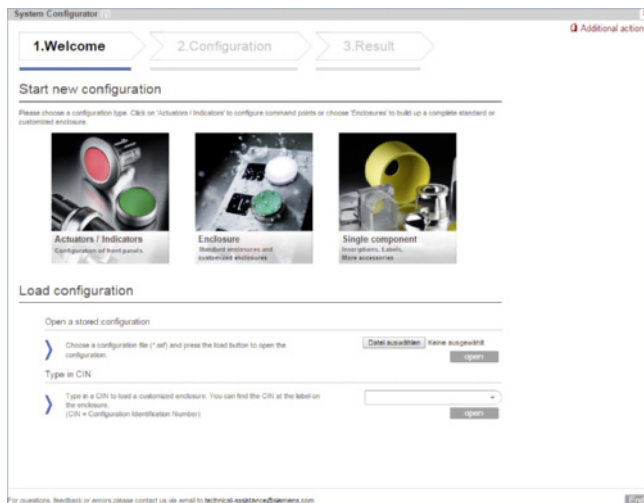 System Configurator
Additional action
1.Welcome
2.Configuration
3.Result
Start new configuration
Please choose a configuration type. Click on 'Actuators / Indicators' to configure command points or choose 'Enclosures' to build up a complete standard or
customized enclosure.
Actuators / Indicators
Configuration of front panels
Enclosure
Standard enclosures and
customized enclosures
Single component
Inscriptions, Labels,
More accessories
Load configuration
Open a stored configuration
Choose a configuration file (*.ssf) and press the load button to open the
configuration.
Datei auswählen Keine ausgewählt
open
Type in CIN
Type in a CIN to load a customized enclosure. You can find the CIN at the label on
the enclosure.
(CIN = Configuration Identification Number)
open
For questions, feedback or errors please contact us via email to technical-assistance@siemens.com